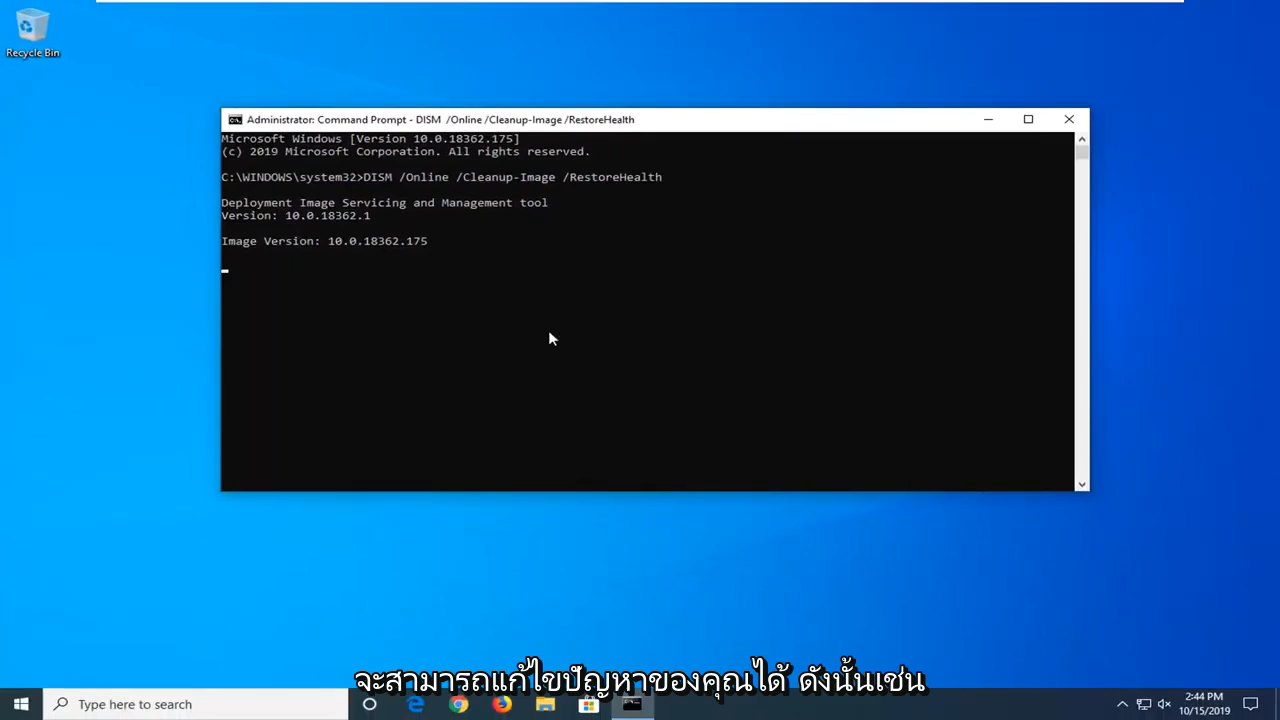 Recycle Bin
Administrator: Command Prompt - DISM  /Online /Cleanup-Image /RestoreHealth
Microsoft Windows [Version 10.0.18362.175]
(c) 2019 Microsoft Corporation. All rights reserved.
C:\WINDOWS\system32>DISM /Online /Cleanup-Image /RestoreHealth
Deployment Image Servicing and Management tool
Version: 10.0.18362.1
Image Version: 10.0.18362.175
จะสามารถแก้ไขปัญหาของคุณได้ ดังนั้นเช่น
Type here to search
2:44 PM
10/15/2019